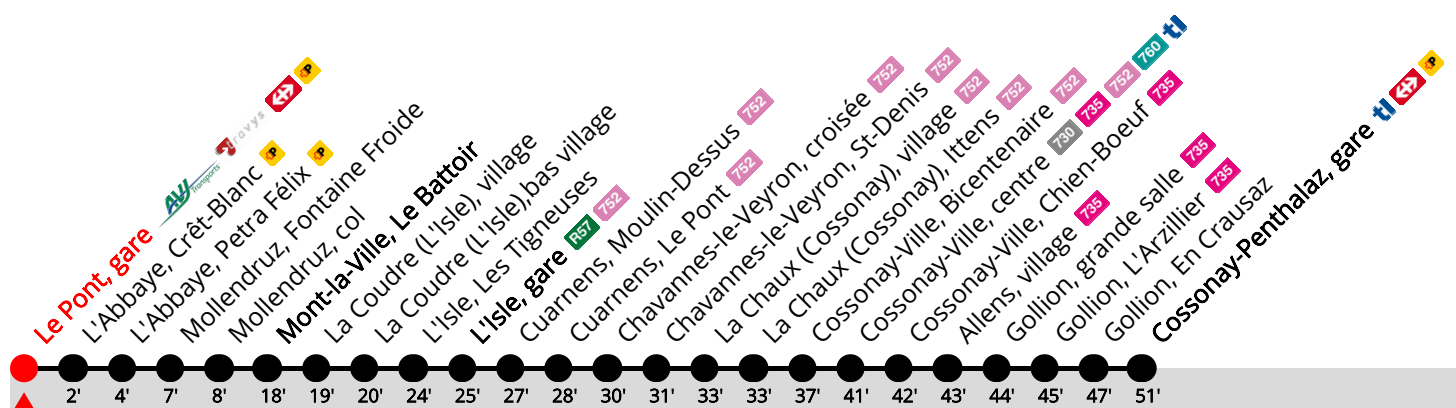 Le Pont, gare AVJ Transports travys P
L'Abbaye, Crêt-Blanc P
L'Abbaye, Petra Félix P
Mollendruz, Fontaine Froide
Mollendruz, col
Mont-la-Ville, Le Battoir
La Coudre (L'Isle), village
La Coudre (L'Isle),bas village
L'Isle, Les Tigneuses
L'Isle, gare R57 752
Cuarnens, Moulin-Dessus 752
Cuarnens, Le Pont 752
Chavannes-le-Veyron, croisée 752
Chavannes-le-Veyron, St-Denis 752
La Chaux (Cossonay), village 752
La Chaux (Cossonay), Ittens 752
Cossonay-Ville, Bicentenaire 752
Cossonay-Ville, centre 730 735 752 760 tl
Cossonay-Ville, Chien-Boeuf 735
Allens, village 735
Gollion, grande salle 735
Gollion, L'Arzillier 735
Gollion, En Crausaz
Cossonay-Penthalaz, gare tl P
2' 4' 7' 8' 18' 19' 20' 24' 25' 27' 28' 30' 31' 33' 33' 37' 41' 42' 43' 44' 45' 47' 51'